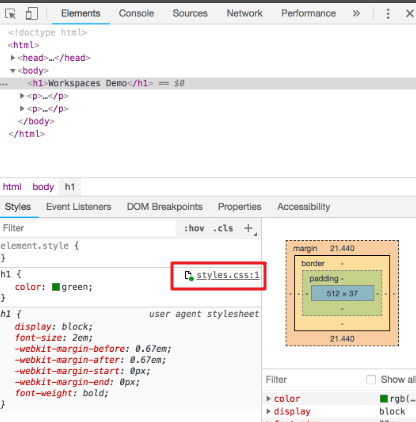 Elements Console Sources Network Performance »
<!doctype html>
<html>
<head>…</head>
<body>
… <h1>Workspaces Demo</h1> == $0
<p>…</p>
<p>…</p>
</body>
</html>
html body h1
Styles Event Listeners DOM Breakpoints Properties Accessibility
Filter :hov .cls +
element.style {
}
h1 { styles.css:1
color: green;
}
h1 { user agent stylesheet
display: block;
font-size: 2em;
-webkit-margin-before: 0.67em;
-webkit-margin-after: 0.67em;
-webkit-margin-start: 0px;
-webkit-margin-end: 0px;
font-weight: bold;
}
margin 21.440
border -
padding -
- - - 512 × 37 - - -
-
-
21.440
Filter Show all
color rgb(…
display block